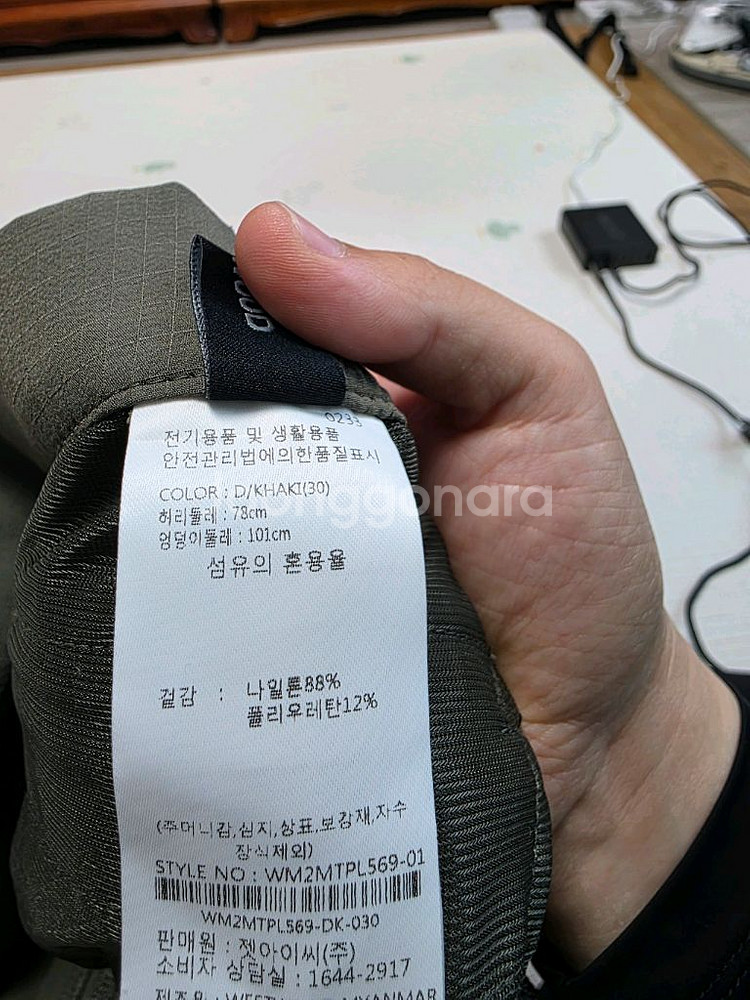 0233
전기용품 및 생활용품
안전관리법에의한품질표시
COLOR : D/KHAKI(30)
허리둘레 : 78cm
엉덩이둘레 : 101cm
섬유의 혼용율
겉감 : 나일론88%
폴리우레탄12%
(주머니감,심지,상표,보강재,자수
장식제외)
STYLE NO : WM2MTPL569-01
WM2MTPL569-DK-030
판매원 : 젯아이씨(주)
소비자 상담실 : 1644-2917
MYANMAR